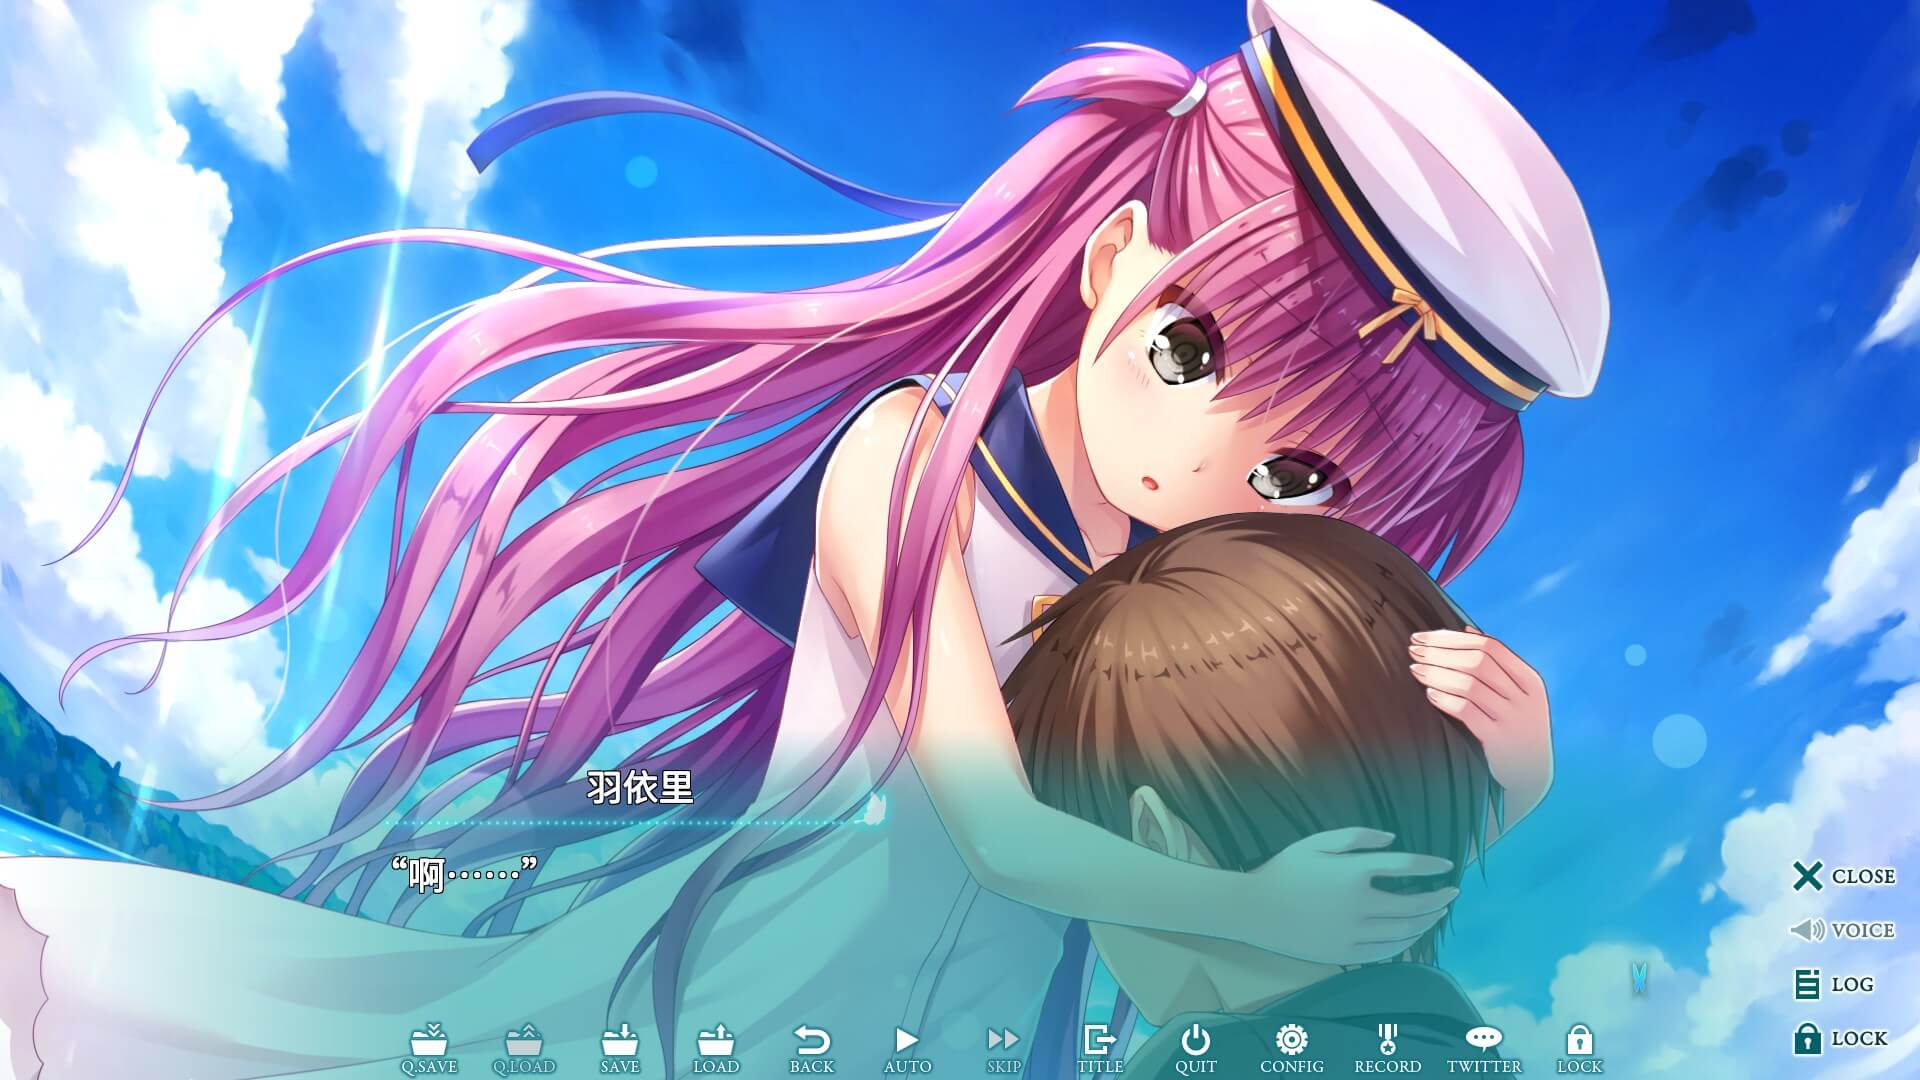 羽依里
“啊……”
CLOSE
VOICE
LOG
LOCK
Q.SAVE
Q.LOAD
SAVE
LOAD
BACK
AUTO
SKIP
TITLE
QUIT
CONFIG
RECORD
TWITTER
LOCK